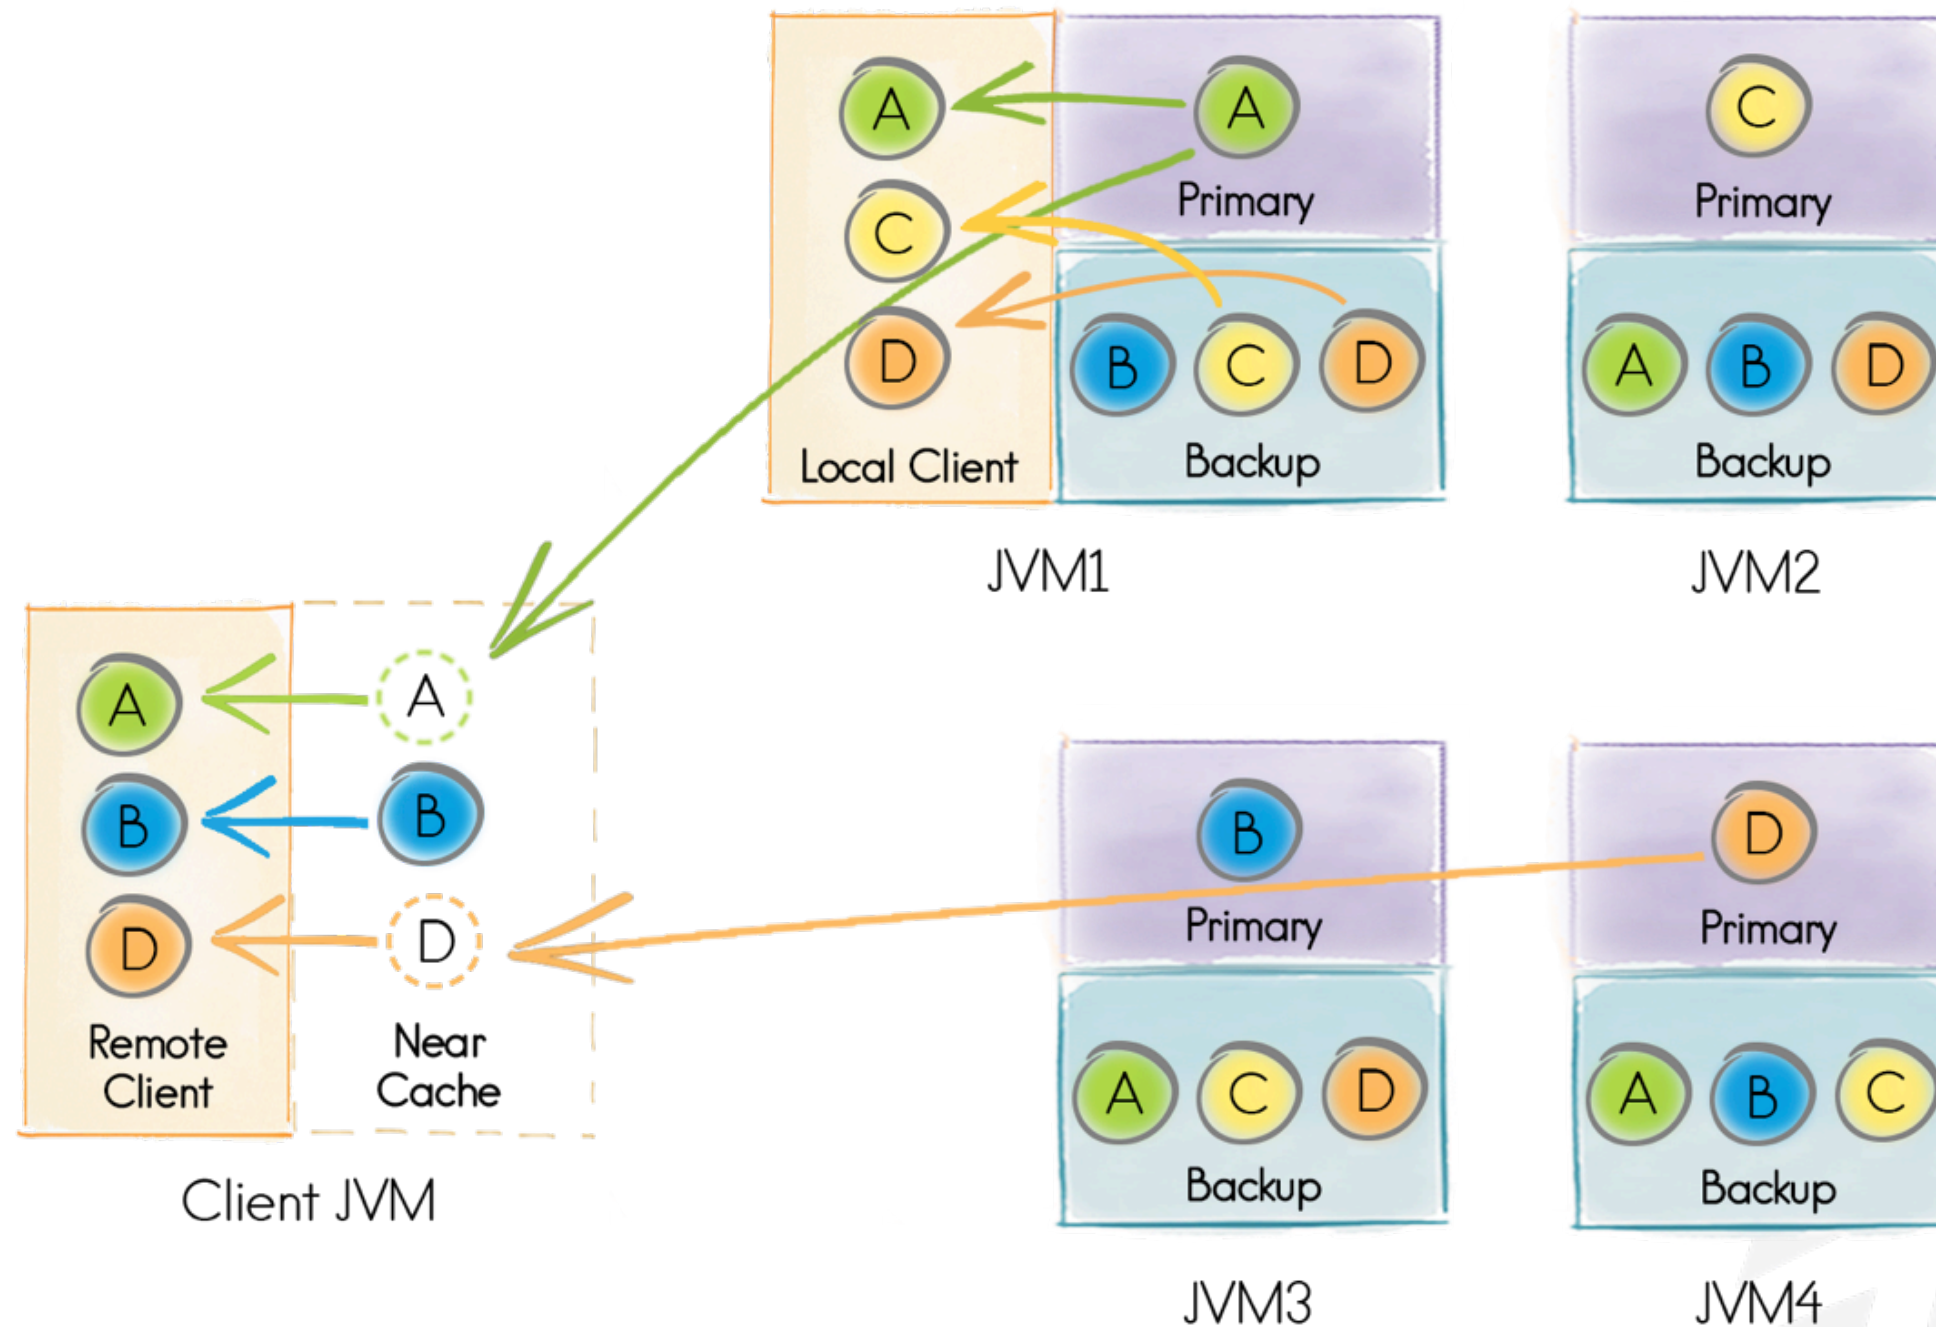 A
A
C
Primary
Primary
C
D
B
C
D
A
B
D
Local Client
Backup
Backup
JVM1
JVM2
A
A
B
B
D
D
Remote
Client
Near
Cache
Client JVM
B
D
Primary
Primary
A
C
D
A
B
C
Backup
Backup
JVM3
JVM4